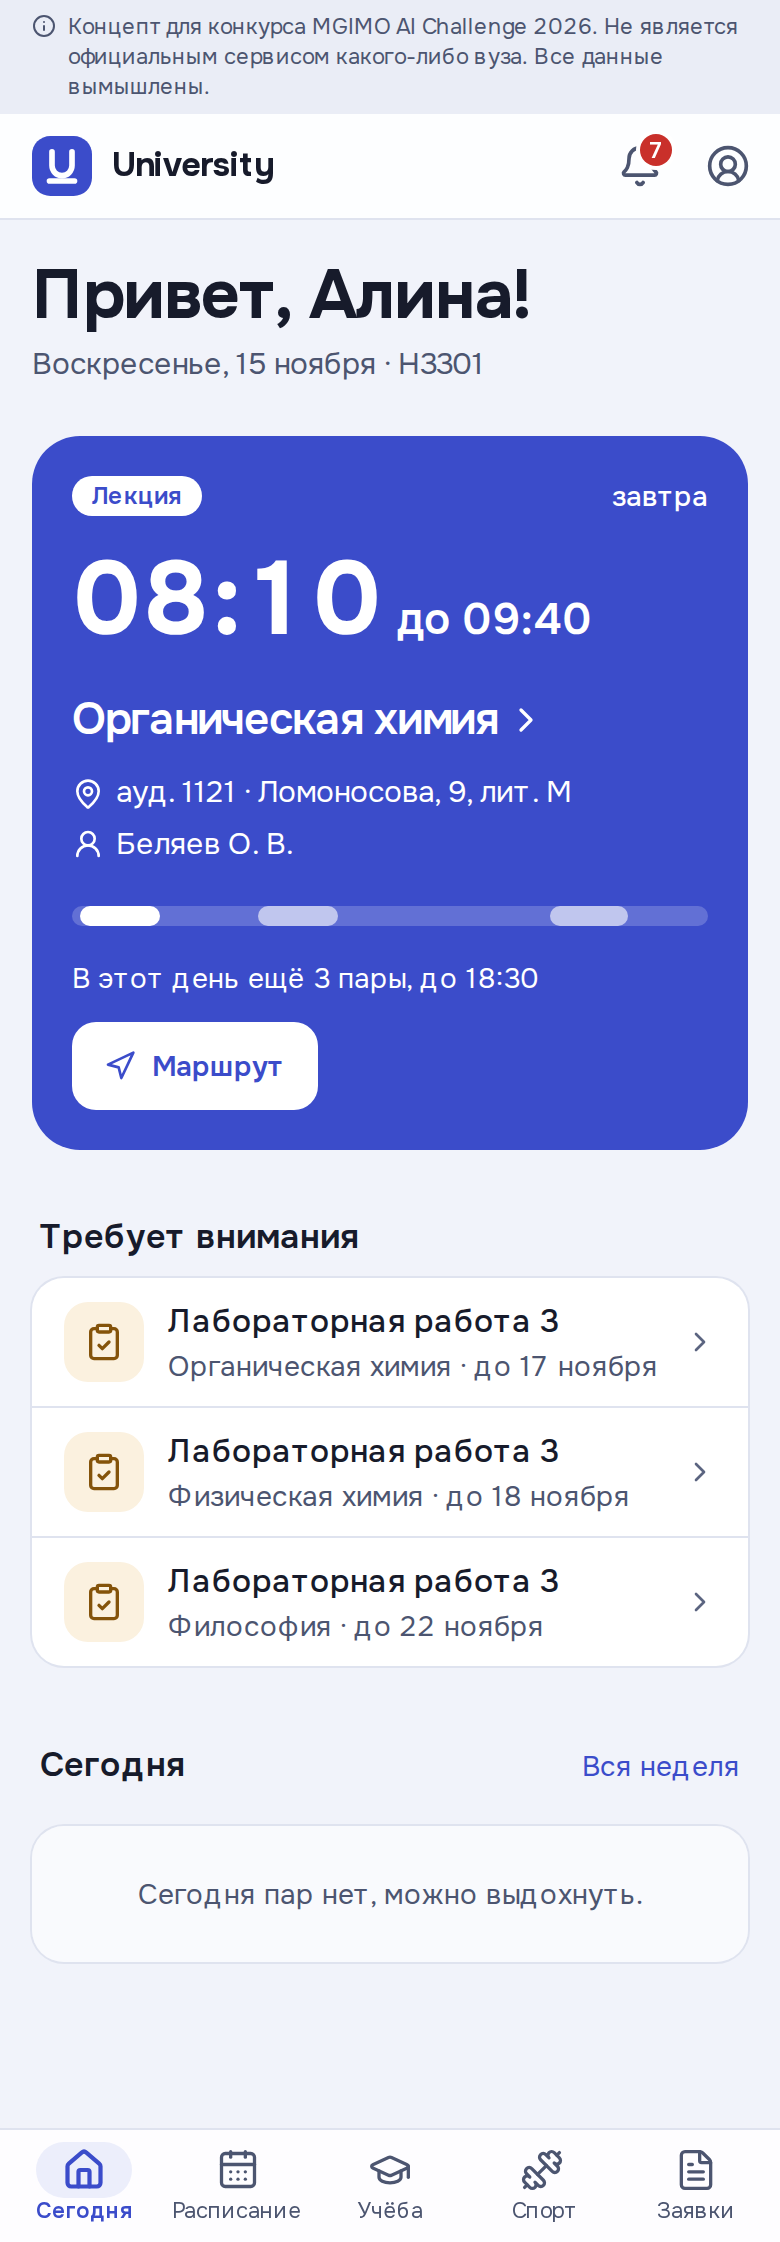 Концепт для конкурса MGIMO AI Challenge 2026. Не является
официальным сервисом какого-либо вуза. Все данные
вымышлены.
University
7
Привет, Алина!
Воскресенье, 15 ноября · Н3301
Лекция
завтра
08:10 до 09:40
Органическая химия
ауд. 1121 · Ломоносова, 9, лит. М
Беляев О. В.
В этот день ещё 3 пары, до 18:30
Маршрут
Требует внимания
Лабораторная работа 3
Органическая химия · до 17 ноября
Лабораторная работа 3
Физическая химия · до 18 ноября
Лабораторная работа 3
Философия · до 22 ноября
Сегодня
Вся неделя
Сегодня пар нет, можно выдохнуть.
Сегодня
Расписание
Учёба
Спорт
Заявки